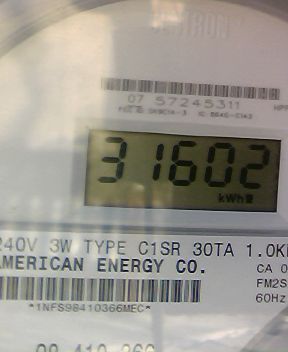 ITRON
07 57245311
31602
kWh
240V 3W TYPE C1SR 30TA 1.0K
AMERICAN ENERGY CO.
CA 0
FM2S
60Hz
*1NFS98410366MEC*